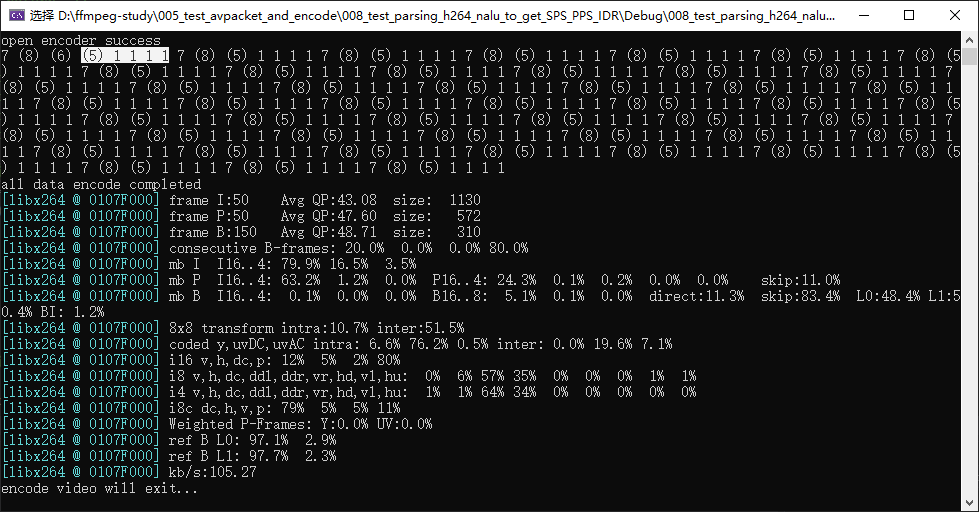 选择 D:\ffmpeg-study\005_test_avpacket_and_encode\008_test_parsing_h264_nalu_to_get_SPS_PPS_IDR\Debug\008_test_parsing_h264_nalu...
open encoder success
7 (8) (6) (5) 1 1 1 1 7 (8) (5) 1 1 1 1 7 (8) (5) 1 1 1 1 7 (8) (5) 1 1 1 1 7 (8) (5) 1 1 1 1 7 (8) (5) 1 1 1 1 7 (8) (5
) 1 1 1 1 7 (8) (5) 1 1 1 1 7 (8) (5) 1 1 1 1 7 (8) (5) 1 1 1 1 7 (8) (5) 1 1 1 1 7 (8) (5) 1 1 1 1 7 (8) (5) 1 1 1 1 7
(8) (5) 1 1 1 1 7 (8) (5) 1 1 1 1 7 (8) (5) 1 1 1 1 7 (8) (5) 1 1 1 1 7 (8) (5) 1 1 1 1 7 (8) (5) 1 1 1 1 7 (8) (5) 1 1
1 1 7 (8) (5) 1 1 1 1 7 (8) (5) 1 1 1 1 7 (8) (5) 1 1 1 1 7 (8) (5) 1 1 1 1 7 (8) (5) 1 1 1 1 7 (8) (5) 1 1 1 1 7 (8) (5
) 1 1 1 1 7 (8) (5) 1 1 1 1 7 (8) (5) 1 1 1 1 7 (8) (5) 1 1 1 1 7 (8) (5) 1 1 1 1 7 (8) (5) 1 1 1 1 7 (8) (5) 1 1 1 1 7
(8) (5) 1 1 1 1 7 (8) (5) 1 1 1 1 7 (8) (5) 1 1 1 1 7 (8) (5) 1 1 1 1 7 (8) (5) 1 1 1 1 7 (8) (5) 1 1 1 1 7 (8) (5) 1 1
1 1 7 (8) (5) 1 1 1 1 7 (8) (5) 1 1 1 1 7 (8) (5) 1 1 1 1 7 (8) (5) 1 1 1 1 7 (8) (5) 1 1 1 1 7 (8) (5) 1 1 1 1 7 (8) (5
) 1 1 1 1 7 (8) (5) 1 1 1 1 7 (8) (5) 1 1 1 1 7 (8) (5) 1 1 1 1
all data encode completed
[libx264 @ 0107F000] frame I:50    Avg QP:43.08  size:  1130
[libx264 @ 0107F000] frame P:50    Avg QP:47.60  size:   572
[libx264 @ 0107F000] frame B:150   Avg QP:48.71  size:   310
[libx264 @ 0107F000] consecutive B-frames: 20.0%  0.0%  0.0% 80.0%
[libx264 @ 0107F000] mb I  I16..4: 79.9% 16.5%  3.5%
[libx264 @ 0107F000] mb P  I16..4: 63.2%  1.2%  0.0%  P16..4: 24.3%  0.1%  0.2%  0.0%  0.0%    skip:11.0%
[libx264 @ 0107F000] mb B  I16..4:  0.1%  0.0%  0.0%  B16..8:  5.1%  0.1%  0.0%  direct:11.3%  skip:83.4%  L0:48.4% L1:5
0.4% BI: 1.2%
[libx264 @ 0107F000] 8x8 transform intra:10.7% inter:51.5%
[libx264 @ 0107F000] coded y,uvDC,uvAC intra: 6.6% 76.2% 0.5% inter: 0.0% 19.6% 7.1%
[libx264 @ 0107F000] i16 v,h,dc,p: 12%  5%  2% 80%
[libx264 @ 0107F000] i8 v,h,dc,ddl,ddr,vr,hd,vl,hu:  0%  6% 57% 35%  0%  0%  0%  1%  1%
[libx264 @ 0107F000] i4 v,h,dc,ddl,ddr,vr,hd,vl,hu:  1%  1% 64% 34%  0%  0%  0%  0%  0%
[libx264 @ 0107F000] i8c dc,h,v,p: 79%  5%  5% 11%
[libx264 @ 0107F000] Weighted P-Frames: Y:0.0% UV:0.0%
[libx264 @ 0107F000] ref B L0: 97.1%  2.9%
[libx264 @ 0107F000] ref B L1: 97.7%  2.3%
[libx264 @ 0107F000] kb/s:105.27
encode video will exit...